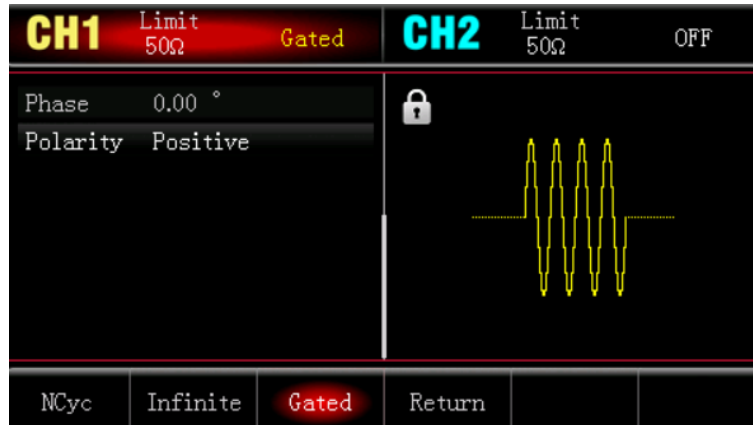 CH1 Limit 50Ω Gated CH2 Limit 50Ω OFF
Phase 0.00 °
Polarity Positive
NCyc Infinite Gated Return